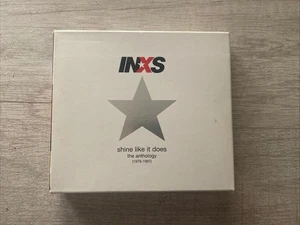 INXS
shine like it does
the anthology
(1979-1997)